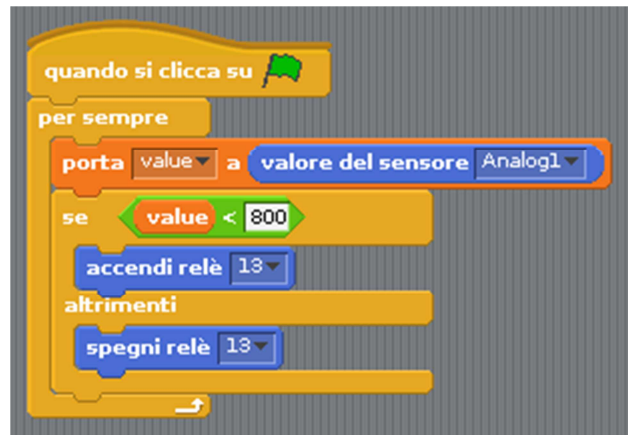 quando si clicca su
per sempre
porta value a valore del sensore Analog1
se value < 800
accendi relè 13
altrimenti
spegni relè 13